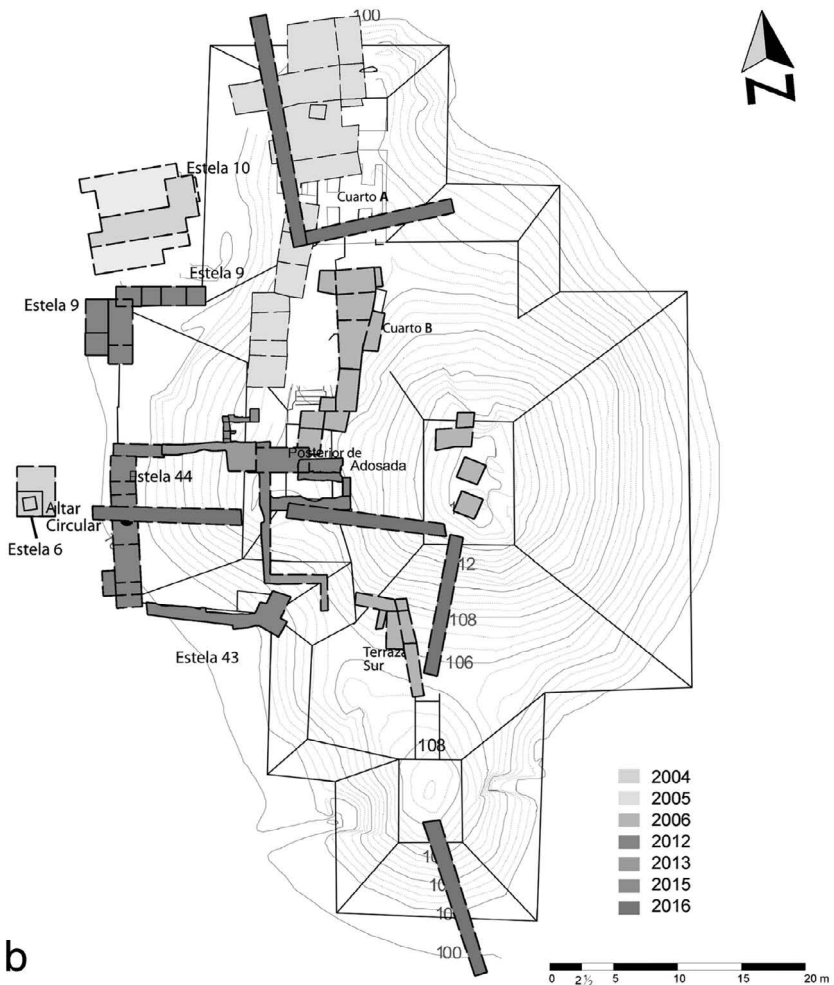 100
N
Estela 10
Cuarto A
Estela 9
Estela 9
Cuarto B
Posterior de
Adosada
Estela 44
Altar
Circular
Estela 6
12
108
106
Estela 43
Terraza
Sur
108
2004
2005
2006
2012
2013
2015
2016
100
b
0 2½ 5 10 15 20 m